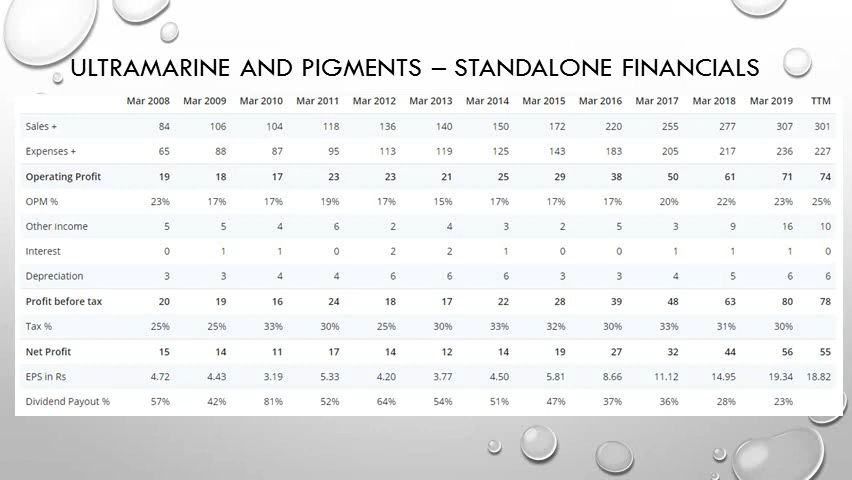 ULTRAMARINE AND PIGMENTS – STANDALONE FINANCIALS
Mar 2008 Mar 2009 Mar 2010 Mar 2011 Mar 2012 Mar 2013 Mar 2014 Mar 2015 Mar 2016 Mar 2017 Mar 2018 Mar 2019 TTM
Sales + 84 106 104 118 136 140 150 172 220 255 277 307 301
Expenses + 65 88 87 95 113 119 125 143 183 205 217 236 227
Operating Profit 19 18 17 23 23 21 25 29 38 50 61 71 74
OPM % 23% 17% 17% 19% 17% 15% 17% 17% 17% 20% 22% 23% 25%
Other income 5 5 4 6 2 4 3 2 5 3 9 16 10
Interest 0 1 1 0 2 2 1 0 0 1 1 1 0
Depreciation 3 3 4 4 6 6 6 3 3 4 5 6 6
Profit before tax 20 19 16 24 18 17 22 28 39 48 63 80 78
Tax % 25% 25% 33% 30% 25% 30% 33% 32% 30% 33% 31% 30%
Net Profit 15 14 11 17 14 12 14 19 27 32 44 56 55
EPS in Rs 4.72 4.43 3.19 5.33 4.20 3.77 4.50 5.81 8.66 11.12 14.95 19.34 18.82
Dividend Payout % 57% 42% 81% 52% 64% 54% 51% 47% 37% 36% 28% 23%